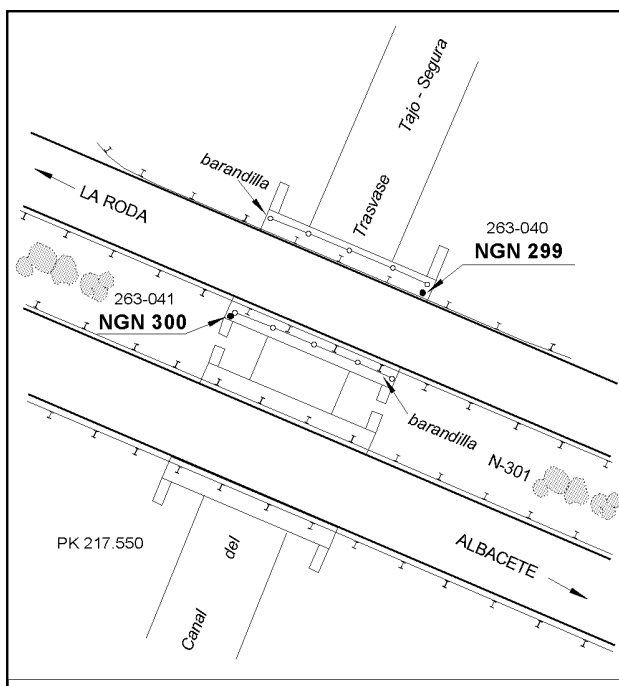 Tajo - Segura
Trasvase
barandilla
LA RODA
263-040
NGN 299
263-041
NGN 300
barandilla
N-301
PK 217.550
ALBACETE
Canal del